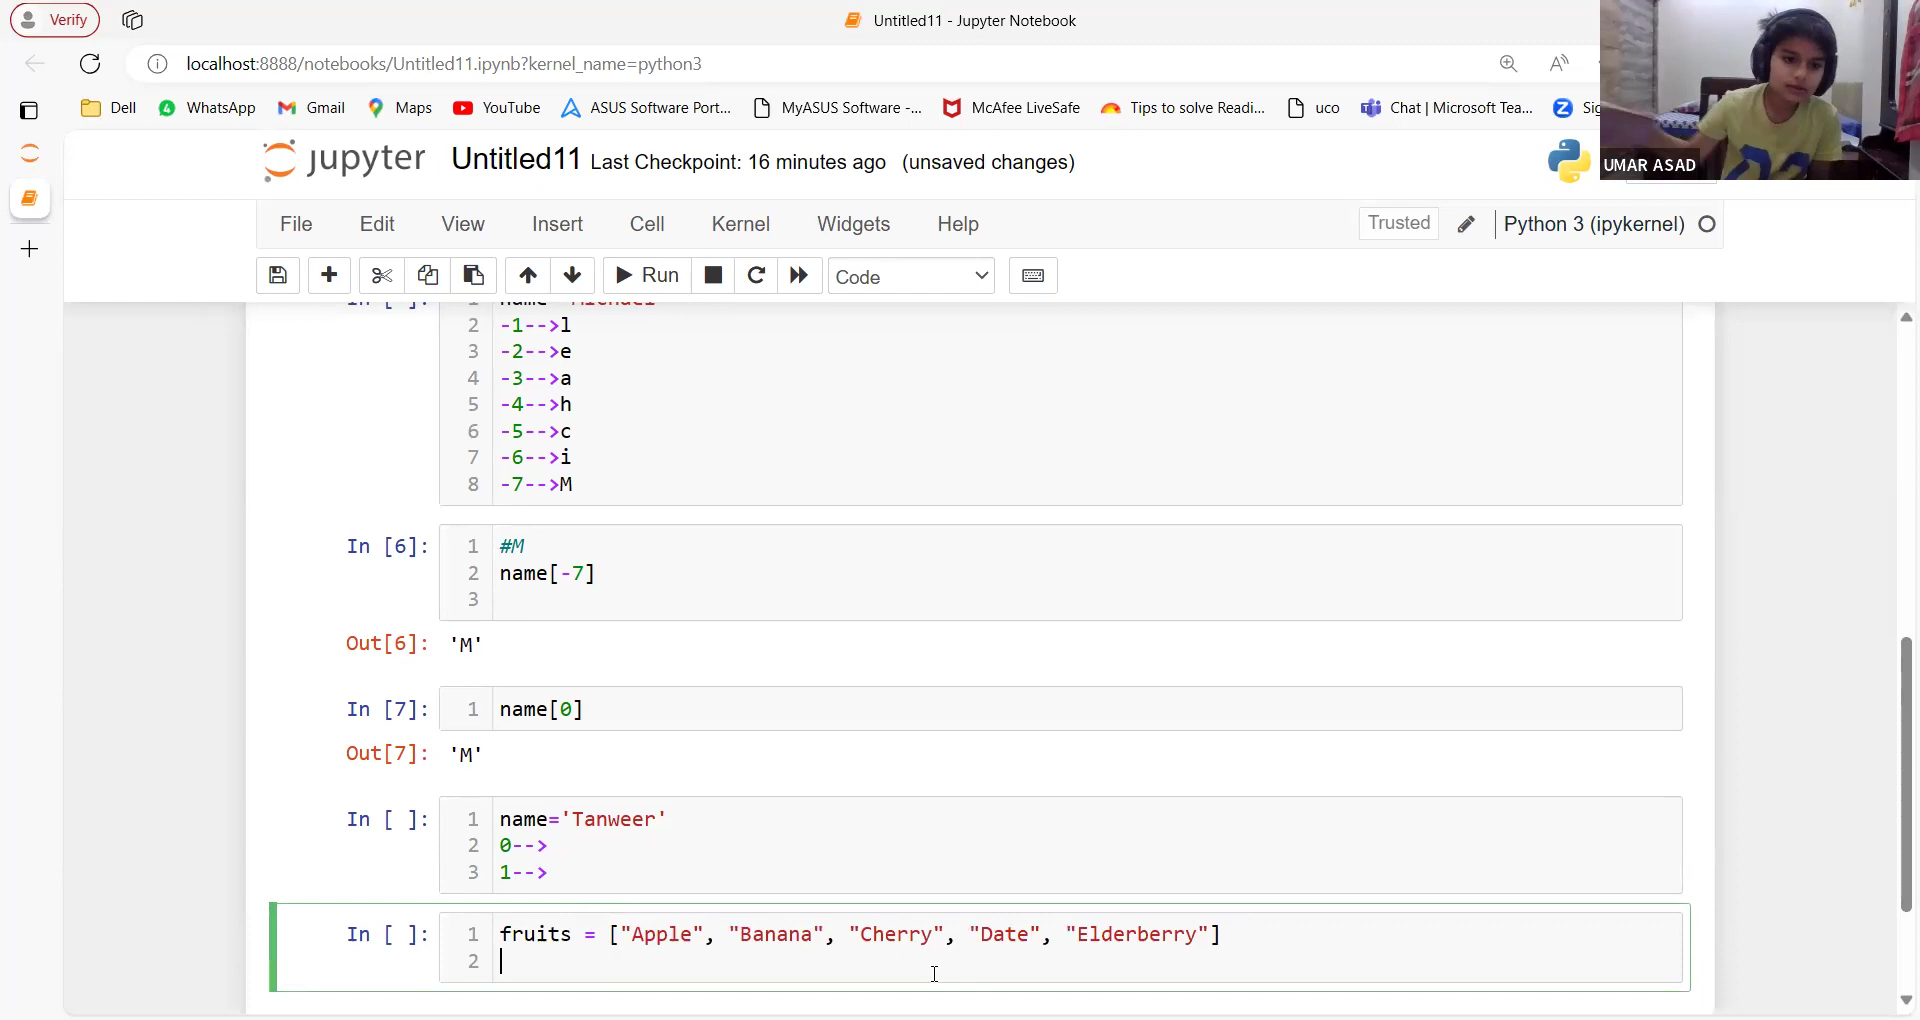 Verify
Untitled11 - Jupyter Notebook
localhost:8888/notebooks/Untitled11.ipynb?kernel_name=python3
Dell WhatsApp Gmail Maps YouTube ASUS Software Port... MyASUS Software -... McAfee LiveSafe Tips to solve Readi... uco Chat | Microsoft Tea... Z
UMAR ASAD
jupyter Untitled11 Last Checkpoint: 16 minutes ago (unsaved changes)
File Edit View Insert Cell Kernel Widgets Help Trusted Python 3 (ipykernel)
Run Code
2 -1-->l
3 -2-->e
4 -3-->a
5 -4-->h
6 -5-->c
7 -6-->i
8 -7-->M
In [6]: 1 #M
2 name[-7]
3
Out[6]: 'M'
In [7]: 1 name[0]
Out[7]: 'M'
In [ ]: 1 name='Tanweer'
2 0-->
3 1-->
In [ ]: 1 fruits = ["Apple", "Banana", "Cherry", "Date", "Elderberry"]
2